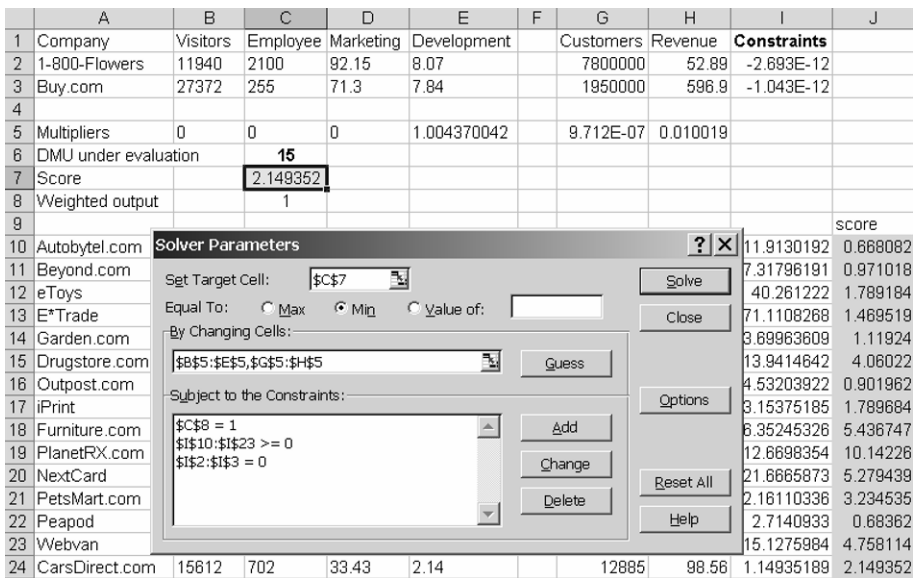 A B C D E F G H I J
1 Company Visitors Employee Marketing Development Customers Revenue Constraints
2 1-800-Flowers 11940 2100 92.15 8.07 7800000 52.89 -2.693E-12
3 Buy.com 27372 255 71.3 7.84 1950000 596.9 -1.043E-12
4
5 Multipliers 0 0 0 1.004370042 9.712E-07 0.010019
6 DMU under evaluation 15
7 Score 2.149352
8 Weighted output 1
9 score
10 Autobytel.com 11.9130192 0.668082
11 Beyond.com 7.31796191 0.971018
12 eToys 40.261222 1.789184
13 E*Trade 71.1108268 1.469519
14 Garden.com 3.69963609 1.11924
15 Drugstore.com 13.9414642 4.06022
16 Outpost.com 4.53203922 0.901962
17 iPrint 3.15375185 1.789684
18 Furniture.com 6.35245326 5.436747
19 PlanetRX.com 12.6698354 10.14226
20 NextCard 21.6665873 5.279439
21 PetsMart.com 2.16110336 3.234535
22 Peapod 2.7140933 0.68362
23 Webvan 15.1275984 4.758114
24 CarsDirect.com 15612 702 33.43 2.14 12885 98.56 1.14935189 2.149352
Solver Parameters
Set Target Cell: $C$7 Solve
Equal To: Max Min Value of: Close
By Changing Cells:
$B$5:$E$5,$G$5:$H$5 Guess
Subject to the Constraints: Options
$C$8 = 1 Add
$I$10:$I$23 >= 0
$I$2:$I$3 = 0 Change
Reset All
Delete
Help